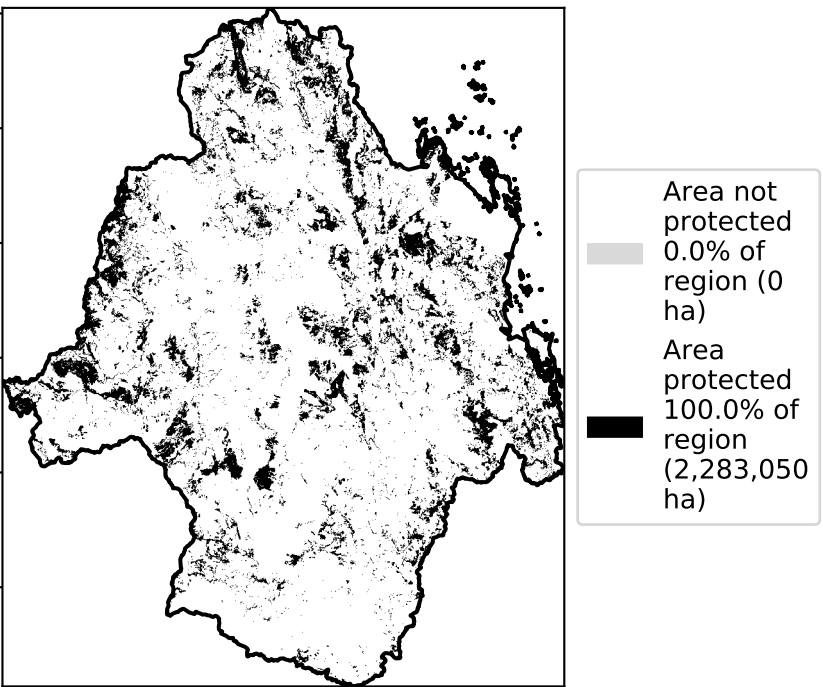 Area not
protected
0.0% of
region (0
ha)
Area
protected
100.0% of
region
(2,283,050
ha)